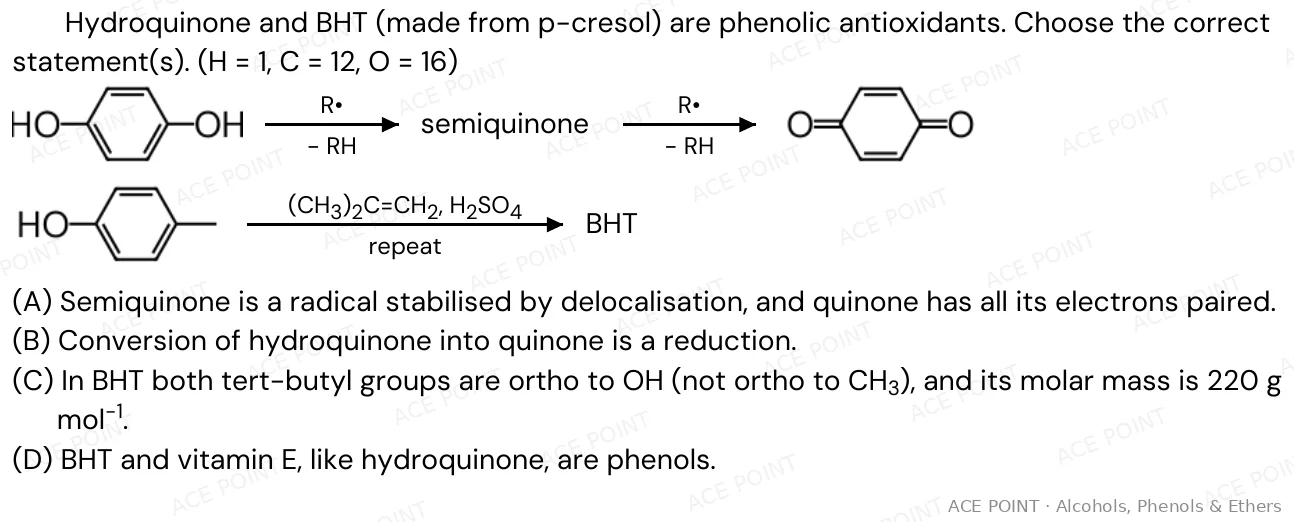 Hydroquinone and BHT (made from p-cresol) are phenolic antioxidants. Choose the correct
statement(s). (H = 1, C = 12, O = 16)
HO OH R• – RH semiquinone R• – RH O O
HO (CH₃)₂C=CH₂, H₂SO₄ repeat BHT
(A) Semiquinone is a radical stabilised by delocalisation, and quinone has all its electrons paired.
(B) Conversion of hydroquinone into quinone is a reduction.
(C) In BHT both tert-butyl groups are ortho to OH (not ortho to CH₃), and its molar mass is 220 g
mol⁻¹.
(D) BHT and vitamin E, like hydroquinone, are phenols.
ACE POINT · Alcohols, Phenols & Ethers
ACE POINT